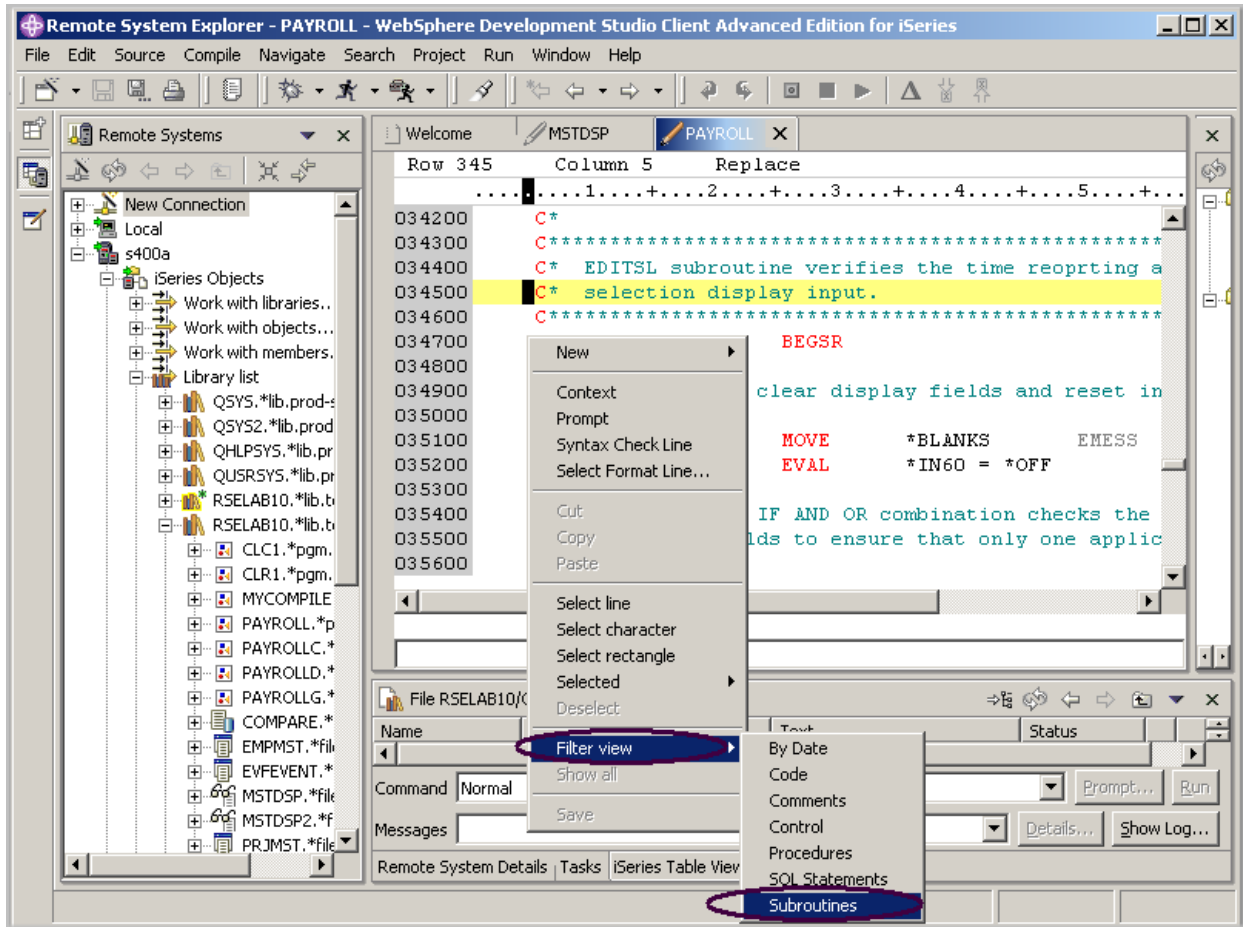 Remote System Explorer - PAYROLL - WebSphere Development Studio Client Advanced Edition for iSeries
File Edit Source Compile Navigate Search Project Run Window Help
Remote Systems
New Connection
Local
s400a
iSeries Objects
Work with libraries..
Work with objects...
Work with members.
Library list
QSYS.*lib.prod-s
QSYS2.*lib.prod
QHLPSYS.*lib.pr
QUSRSYS.*lib.pr
RSELAB10.*lib.t
RSELAB10.*lib.t
CLC1.*pgm.
CLR1.*pgm.
MYCOMPILE
PAYROLL.*p
PAYROLLC.*
PAYROLLD.*
PAYROLLG.*
COMPARE.*
EMPMST.*file
EVFEVENT.*
MSTDSP.*file
MSTDSP2.*f
PRJMST.*file
Welcome MSTDSP PAYROLL
Row 345 Column 5 Replace
.........1....+....2....+....3....+....4....+....5....+...
034200 C*
034300 C***************************************************
034400 C* EDITSL subroutine verifies the time reoprting a
034500 C* selection display input.
034600 C***************************************************
034700 BEGSR
034800
034900 clear display fields and reset in
035000
035100 MOVE *BLANKS EMESS
035200 EVAL *IN60 = *OFF
035300
035400 IF AND OR combination checks the
035500 lds to ensure that only one applic
035600
New
Context
Prompt
Syntax Check Line
Select Format Line...
Cut
Copy
Paste
Select line
Select character
Select rectangle
Selected
Deselect
Filter view
Show all
Save
By Date
Code
Comments
Control
Procedures
SQL Statements
Subroutines
File RSELAB10/
Name Text Status
Command Normal Prompt... Run
Messages Details... Show Log...
Remote System Details Tasks iSeries Table View